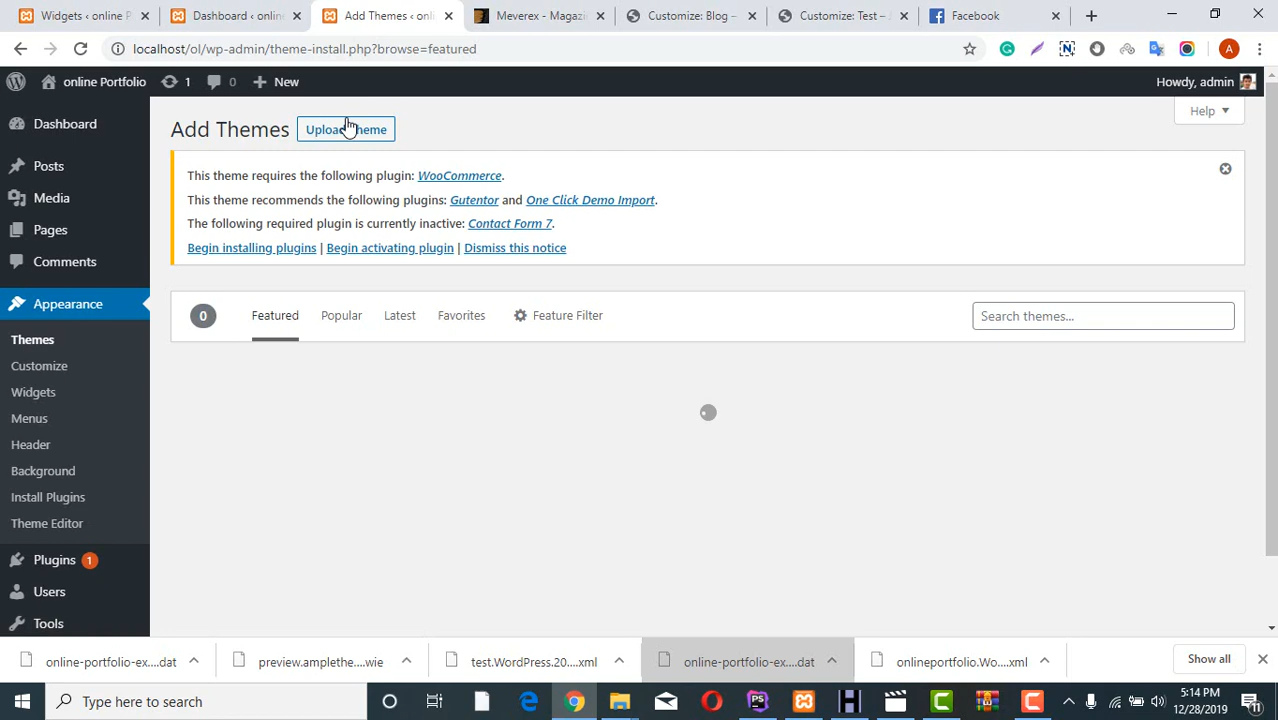 Widgets ‹ online P
Dashboard ‹ online
Add Themes ‹ onli
Meverex - Magazi
Customize: Blog –
Customize: Test – A
Facebook
localhost/ol/wp-admin/theme-install.php?browse=featured
A
online Portfolio
1
0
New
Howdy, admin
Dashboard
Posts
Media
Pages
Comments
Appearance
Themes
Customize
Widgets
Menus
Header
Background
Install Plugins
Theme Editor
Plugins 1
Users
Tools
Help
Add Themes
Upload Theme
This theme requires the following plugin: WooCommerce.
This theme recommends the following plugins: Gutentor and One Click Demo Import.
The following required plugin is currently inactive: Contact Form 7.
Begin installing plugins | Begin activating plugin | Dismiss this notice
0 Featured Popular Latest Favorites Feature Filter
Search themes...
online-portfolio-ex....dat
preview.amplethe....wie
test.WordPress.20....xml
online-portfolio-ex....dat
onlineportfolio.Wo....xml
Show all
Type here to search
5:14 PM
12/28/2019
11